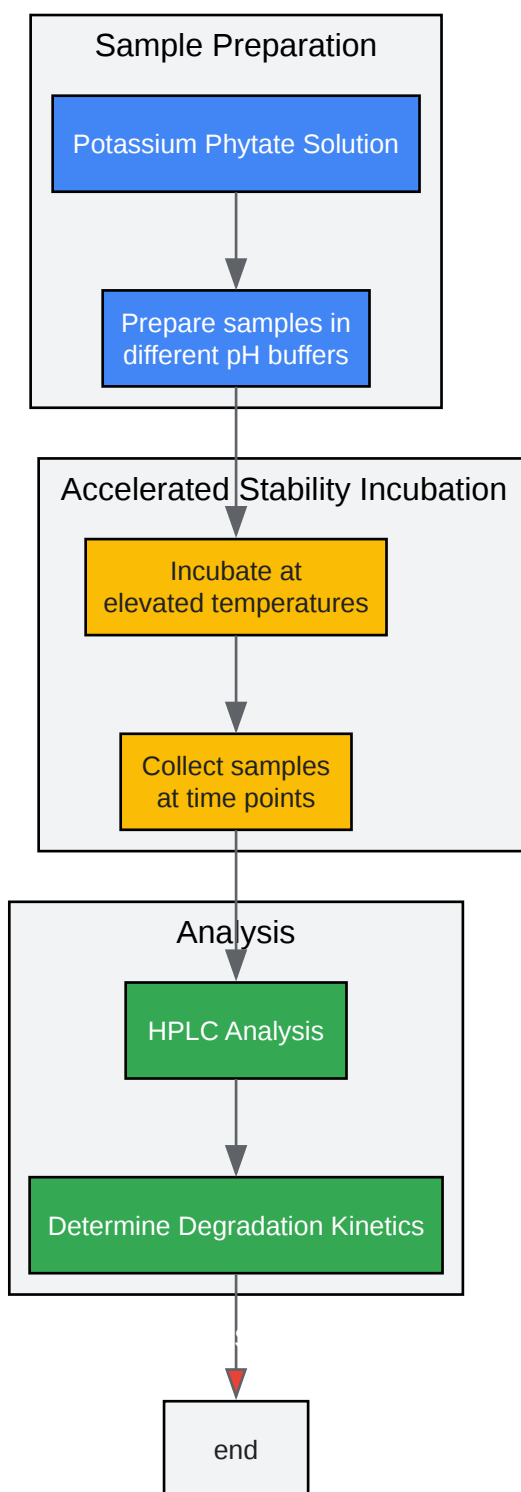 Sample Preparation
Potassium Phytate Solution
Prepare samples in
different pH buffers
Accelerated Stability Incubation
Incubate at
elevated temperatures
Collect samples
at time points
Analysis
HPLC Analysis
Determine Degradation Kinetics
end